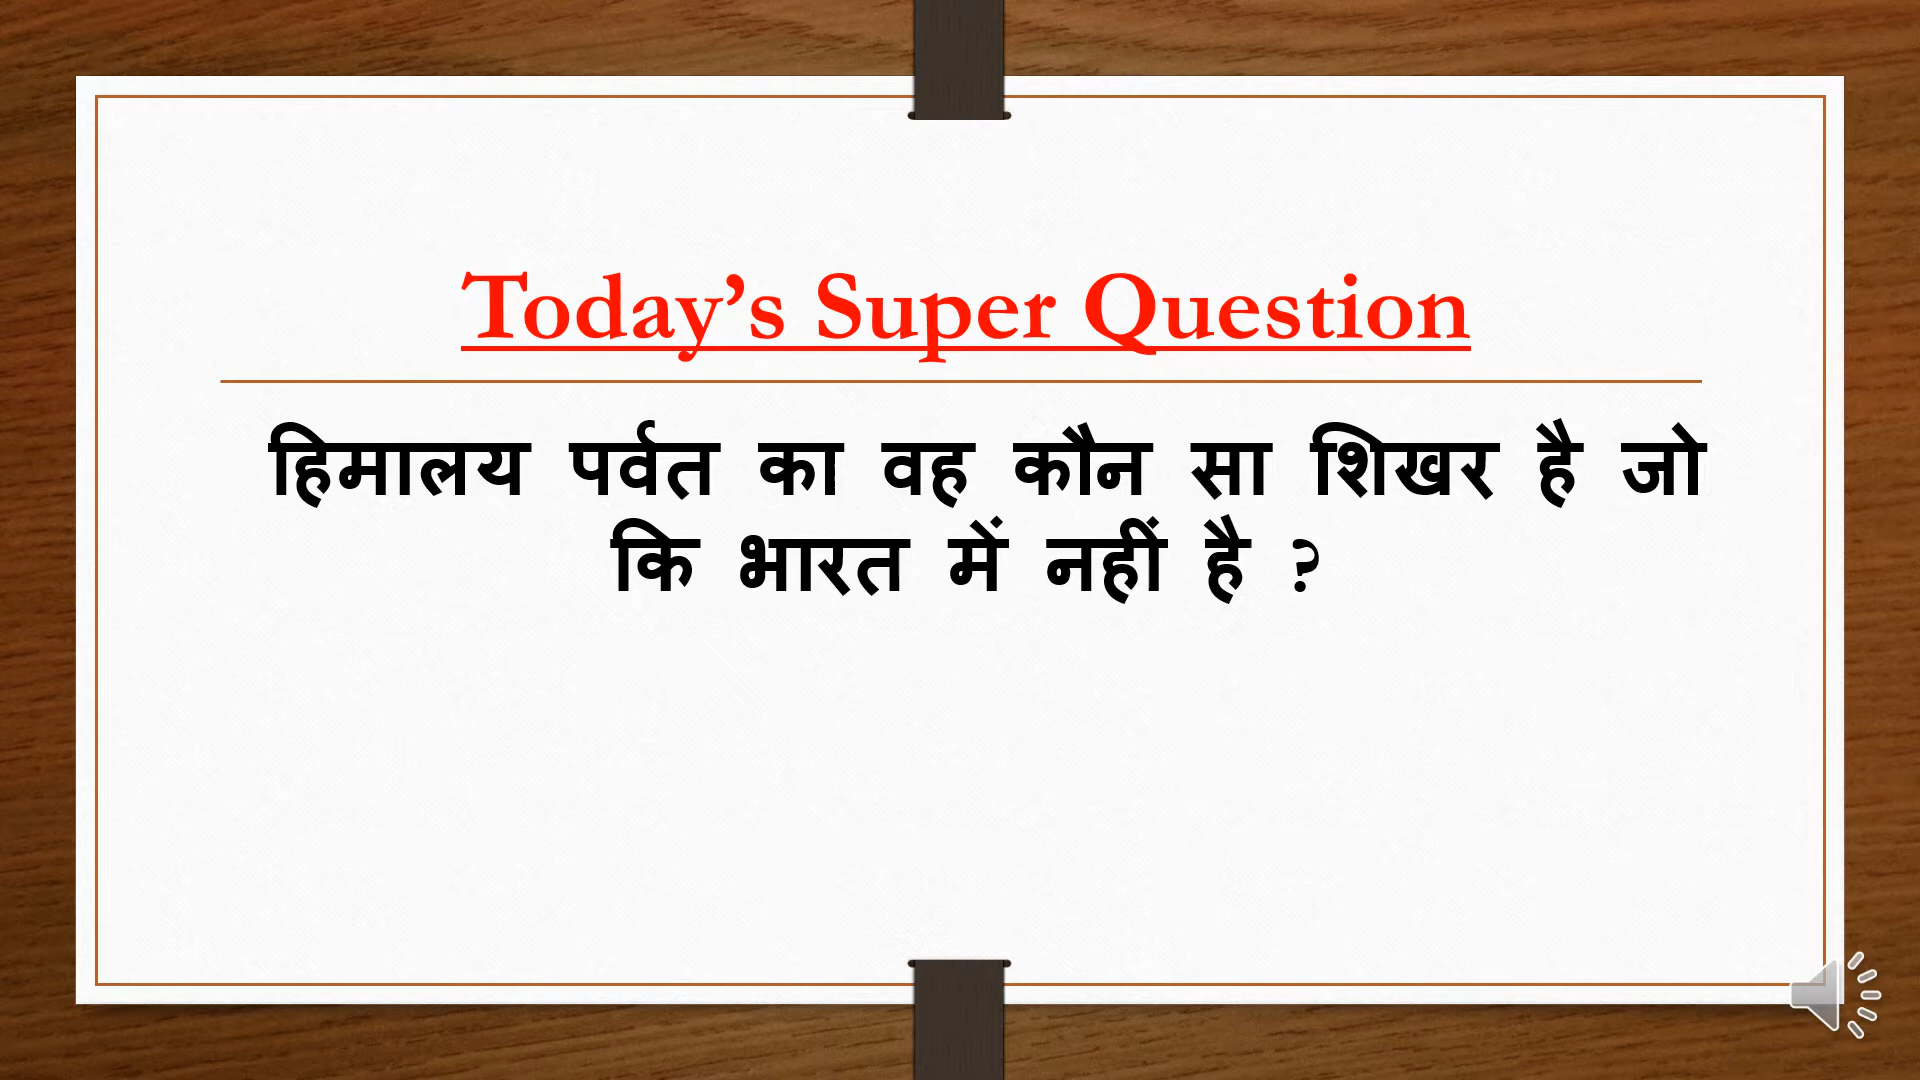 Today’s Super Question
हिमालय पर्वत का वह कौन सा शिखर है जो
कि भारत में नहीं है ?